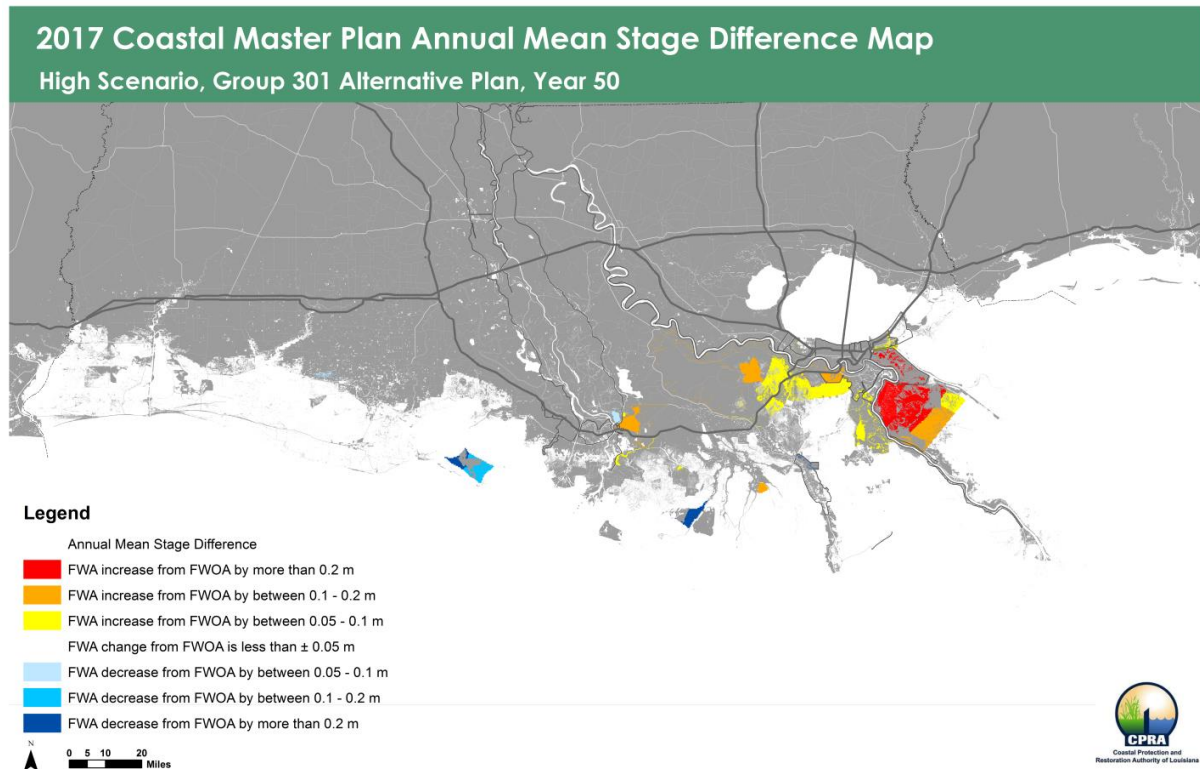 2017 Coastal Master Plan Annual Mean Stage Difference Map
High Scenario, Group 301 Alternative Plan, Year 50
Legend
Annual Mean Stage Difference
FWA increase from FWOA by more than 0.2 m
FWA increase from FWOA by between 0.1 - 0.2 m
FWA increase from FWOA by between 0.05 - 0.1 m
FWA change from FWOA is less than ± 0.05 m
FWA decrease from FWOA by between 0.05 - 0.1 m
FWA decrease from FWOA by between 0.1 - 0.2 m
FWA decrease from FWOA by more than 0.2 m
N
0 5 10 20
Miles
CPRA
Coastal Protection and
Restoration Authority of Louisiana